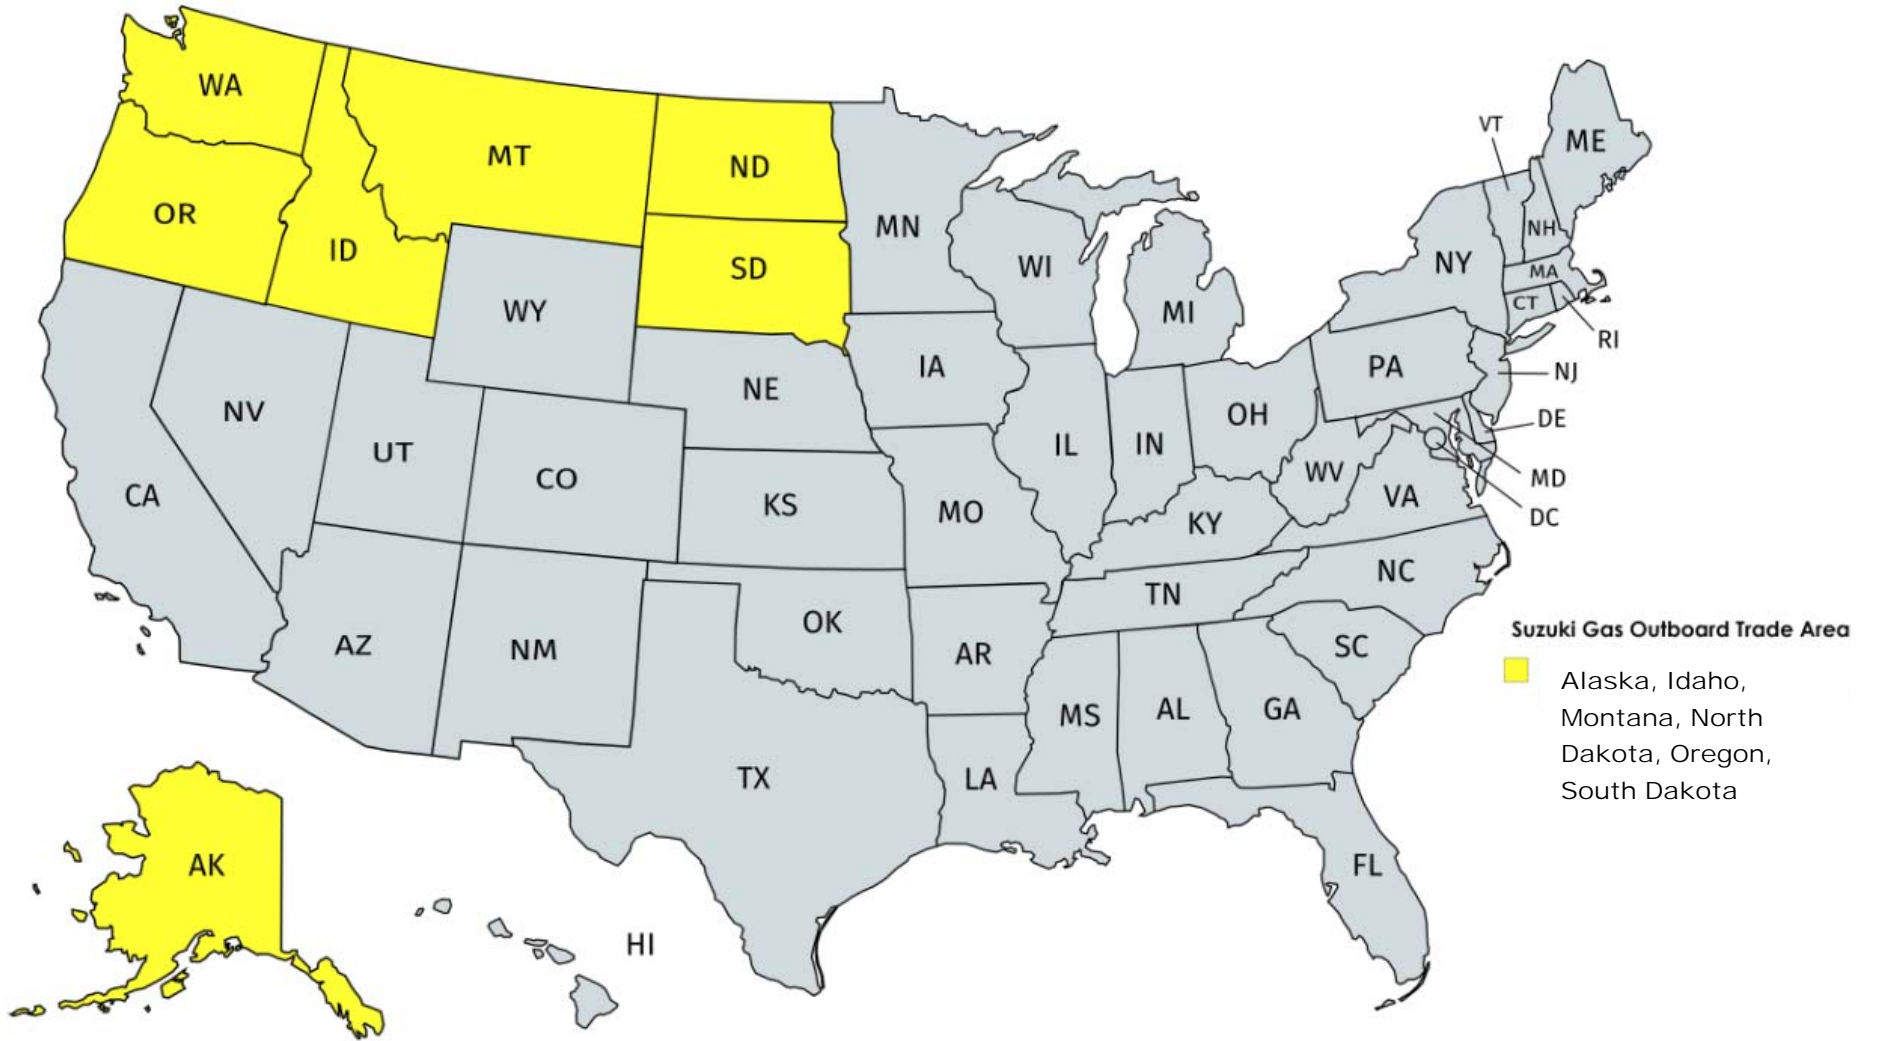 WA
OR
ID
MT
ND
SD
WY
CA
NV
UT
CO
AZ
NM
NE
KS
OK
TX
MN
IA
MO
AR
LA
WI
IL
MI
IN
OH
KY
TN
MS
AL
GA
FL
SC
NC
VA
WV
PA
NY
VT
NH
ME
MA
CT
RI
NJ
DE
MD
DC
AK
HI
Suzuki Gas Outboard Trade Area
Alaska, Idaho,
Montana, North
Dakota, Oregon,
South Dakota